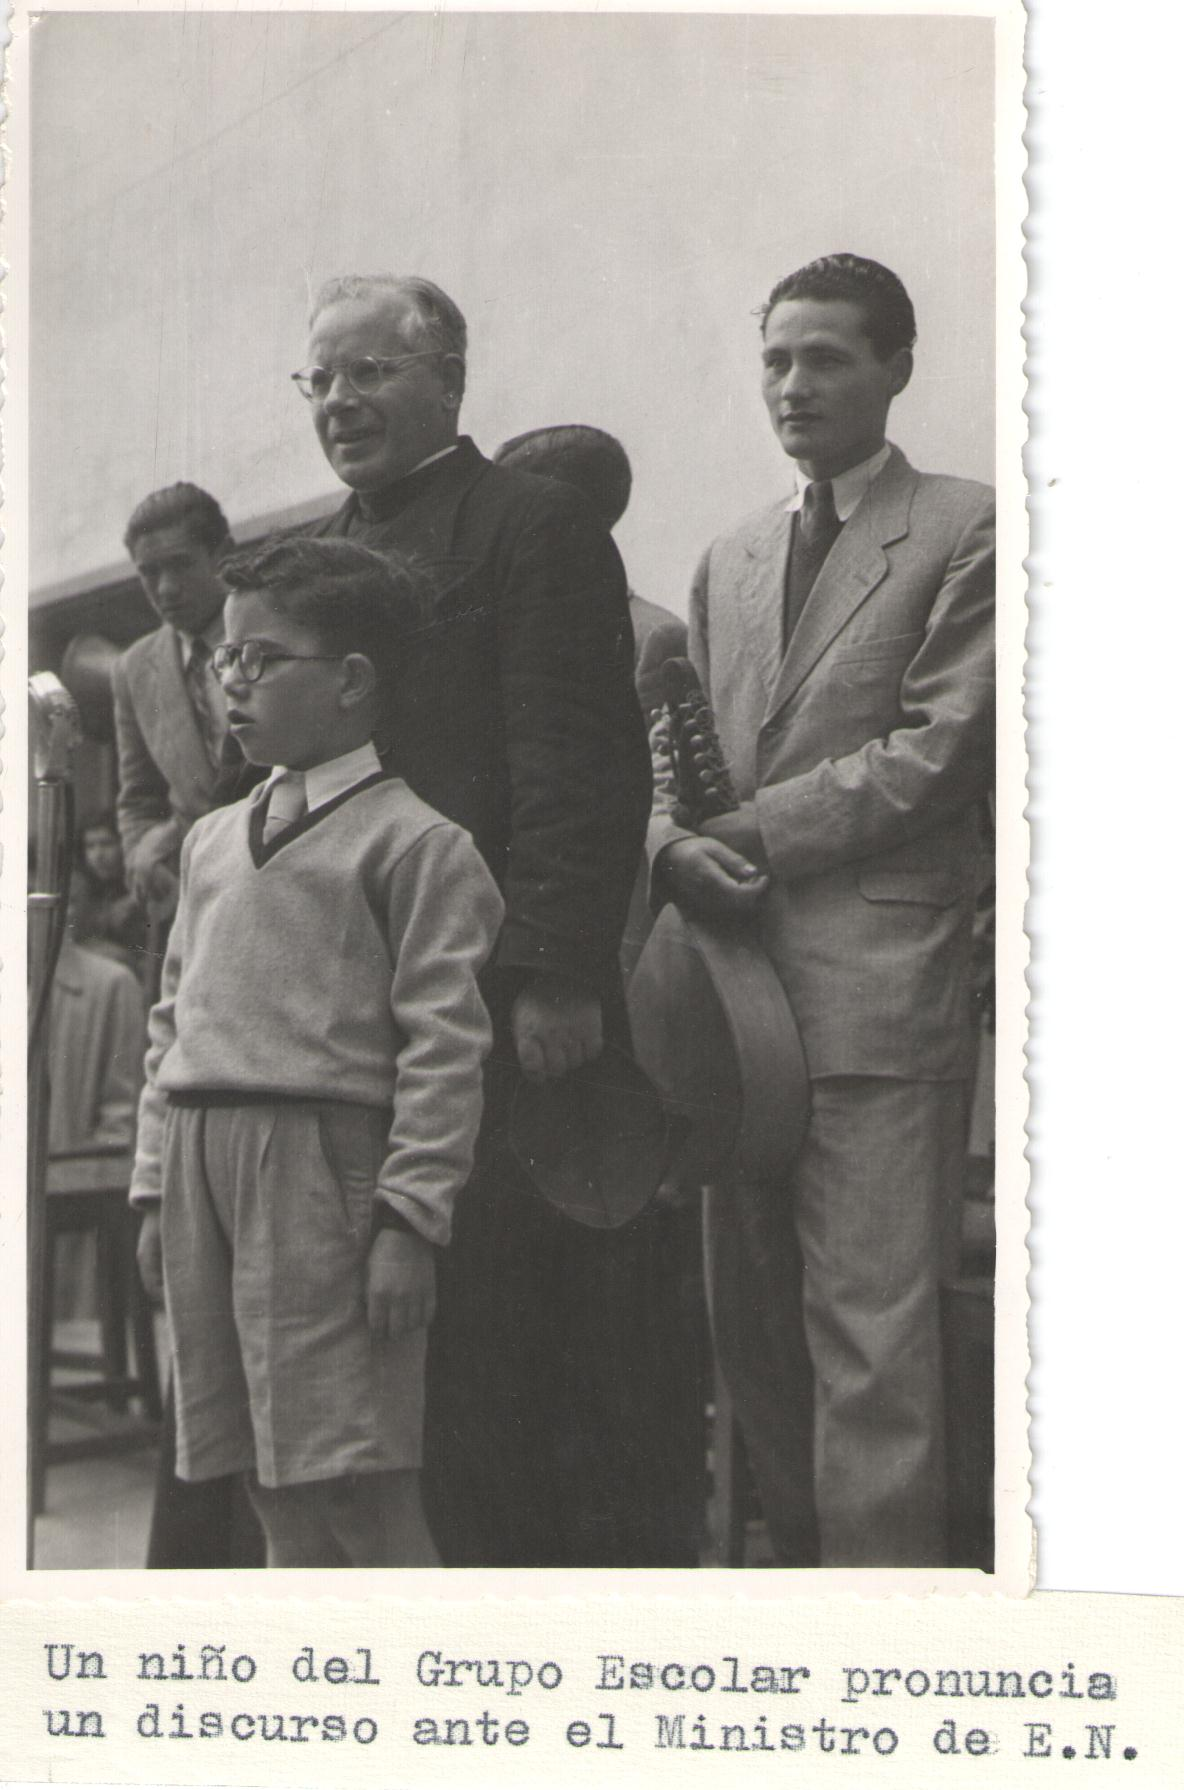 Un niño del Grupo Escolar pronuncia
un discurso ante el Ministro de E.N.